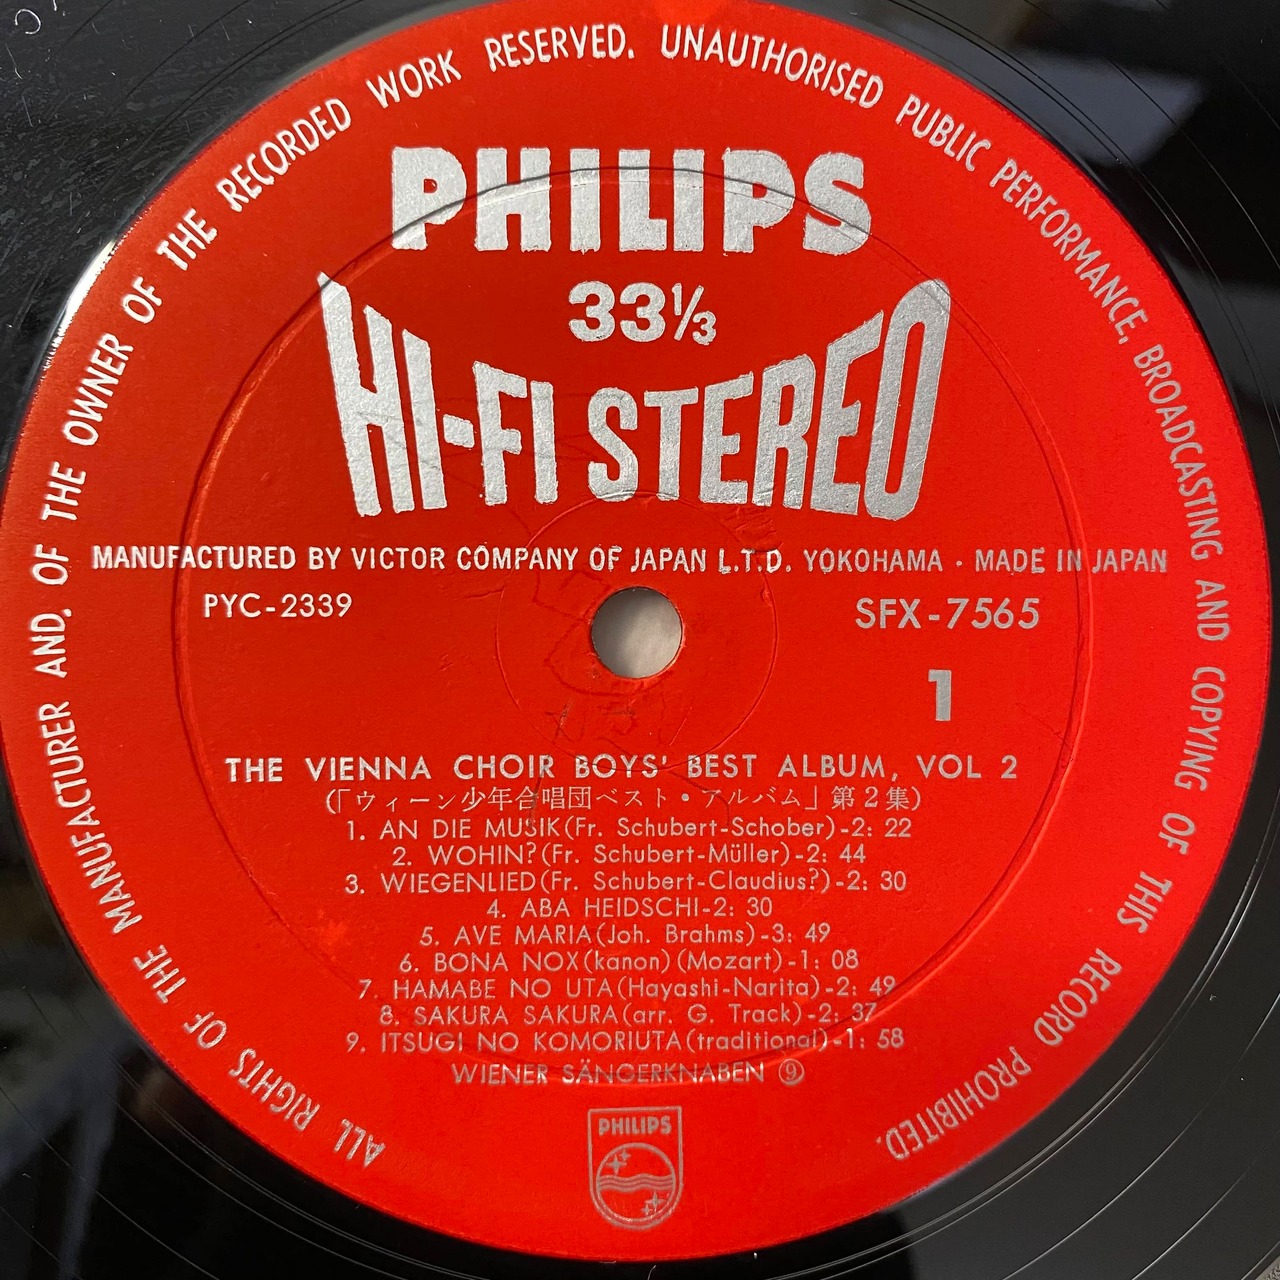 ALL RIGHTS OF THE MANUFACTURER AND. OF THE OWNER OF THE RECORDED WORK RESERVED. UNAUTHORISED PUBLIC PERFORMANCE, BROADCASTING AND COPYING OF THIS RECORD PROHIBITED.
PHILIPS
33⅓
HI-FI STEREO
MANUFACTURED BY VICTOR COMPANY OF JAPAN L.T.D. YOKOHAMA · MADE IN JAPAN
PYC-2339
SFX-7565
1
THE VIENNA CHOIR BOYS' BEST ALBUM, VOL 2
(「ウィーン少年合唱団ベスト・アルバム」第2集)
1. AN DIE MUSIK(Fr. Schubert-Schober)-2: 22
2. WOHIN?(Fr. Schubert-Müller)-2: 44
3. WIEGENLIED(Fr. Schubert-Claudius?)-2: 30
4. ABA HEIDSCHI-2: 30
5. AVE MARIA(Joh. Brahms)-3: 49
6. BONA NOX(kanon)(Mozart)-1: 08
7. HAMABE NO UTA(Hayashi-Narita)-2: 49
8. SAKURA SAKURA(arr. G. Track)-2: 37
9. ITSUGI NO KOMORIUTA(traditional)-1: 58
WIENER SÄNGERKNABEN ⑨
PHILIPS